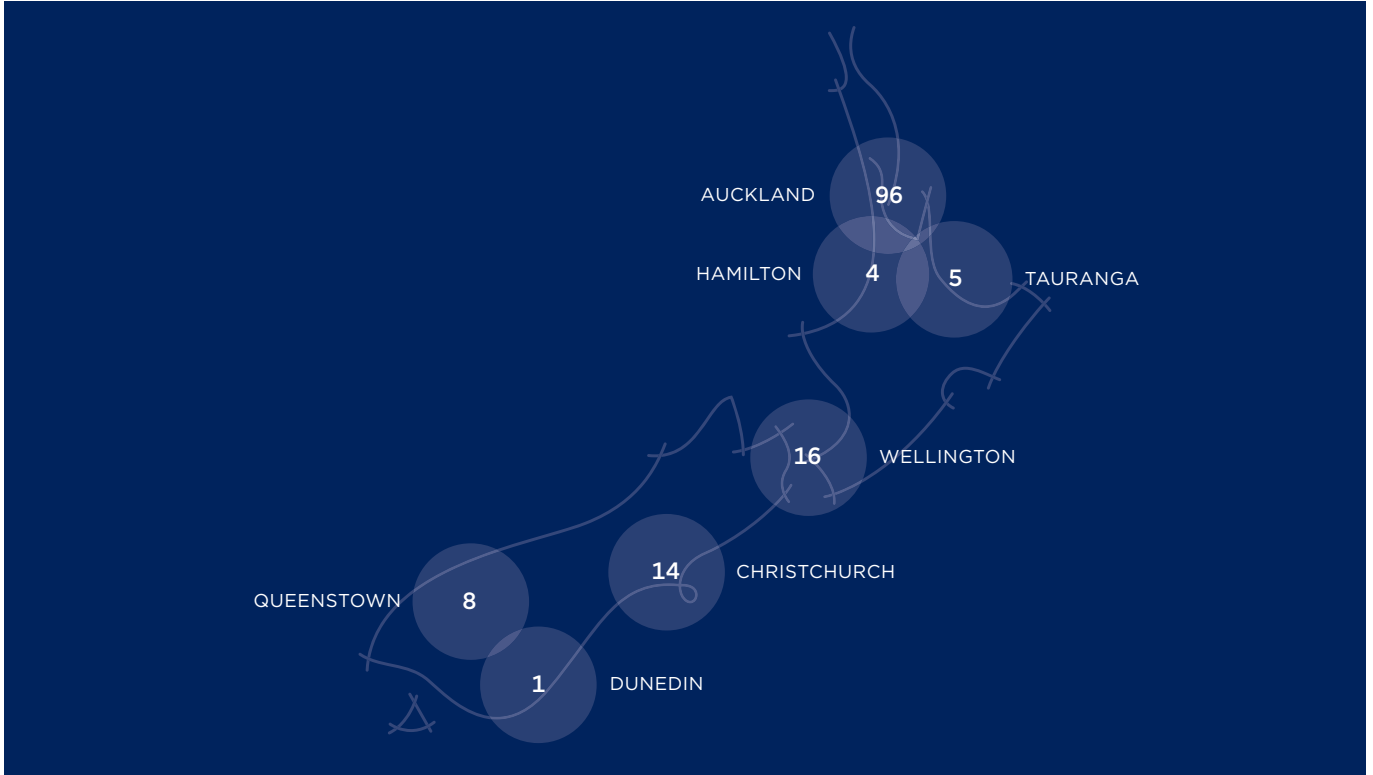 AUCKLAND 96
HAMILTON 4
5 TAURANGA
16 WELLINGTON
14 CHRISTCHURCH
QUEENSTOWN 8
1 DUNEDIN